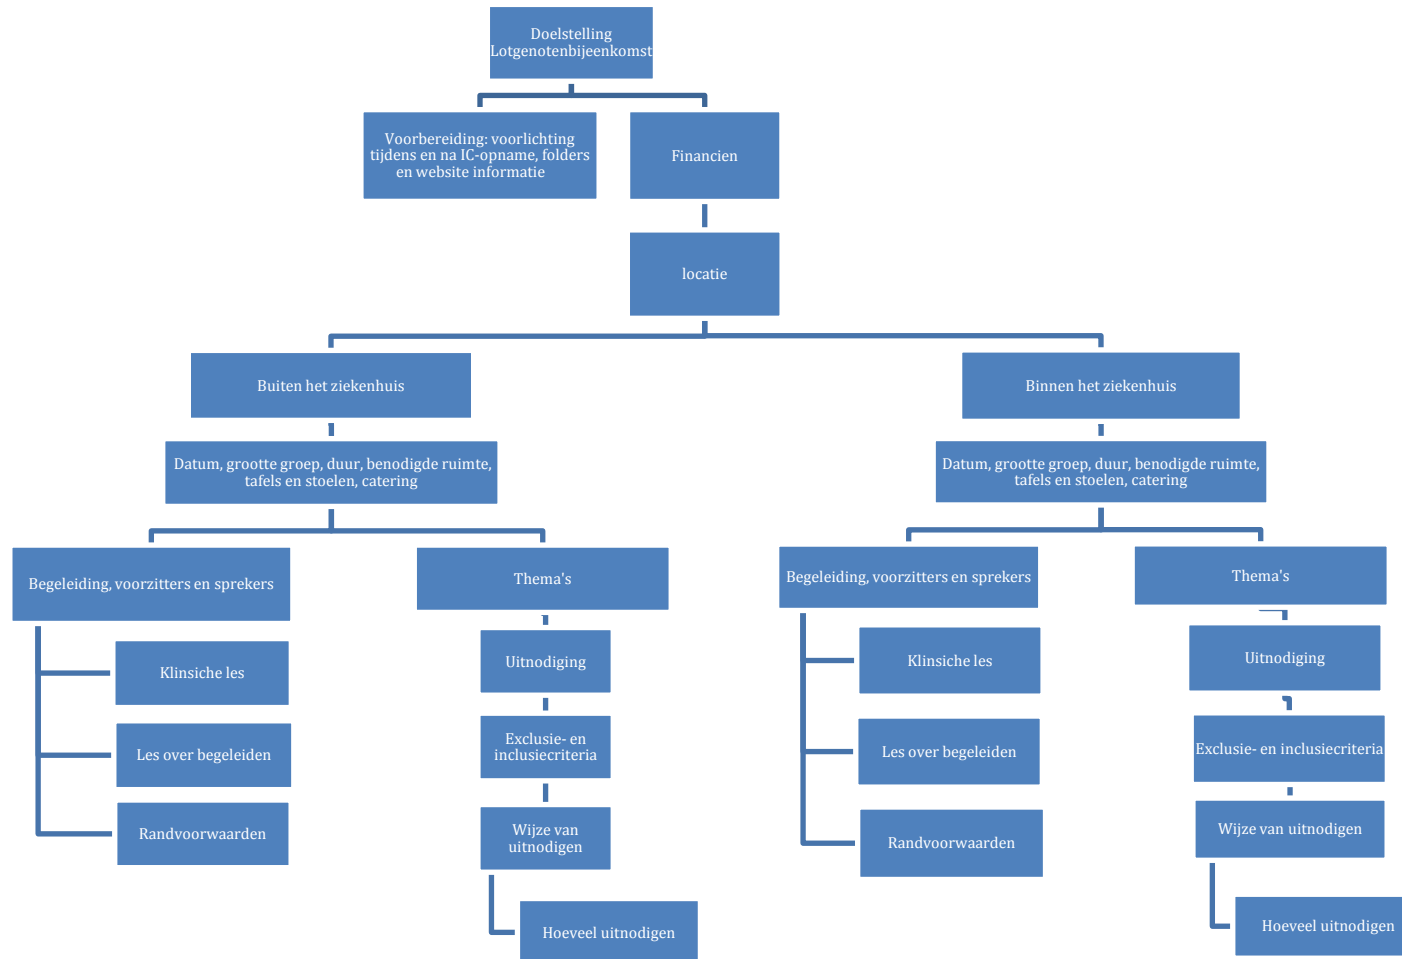 Doelstelling
Lotgenotenbijeenkomst
Voorbereiding: voorlichting
tijdens en na IC-opname, folders
en website informatie
Financien
locatie
Buiten het ziekenhuis
Binnen het ziekenhuis
Datum, grootte groep, duur, benodigde ruimte,
tafels en stoelen, catering
Datum, grootte groep, duur, benodigde ruimte,
tafels en stoelen, catering
Begeleiding, voorzitters en sprekers
Thema's
Begeleiding, voorzitters en sprekers
Thema's
Klinsiche les
Uitnodiging
Klinsiche les
Uitnodiging
Les over begeleiden
Exclusie- en
inclusiecriteria
Les over begeleiden
Exclusie- en inclusiecriteria
Randvoorwaarden
Wijze van
uitnodigen
Randvoorwaarden
Wijze van uitnodigen
Hoeveel uitnodigen
Hoeveel uitnodigen